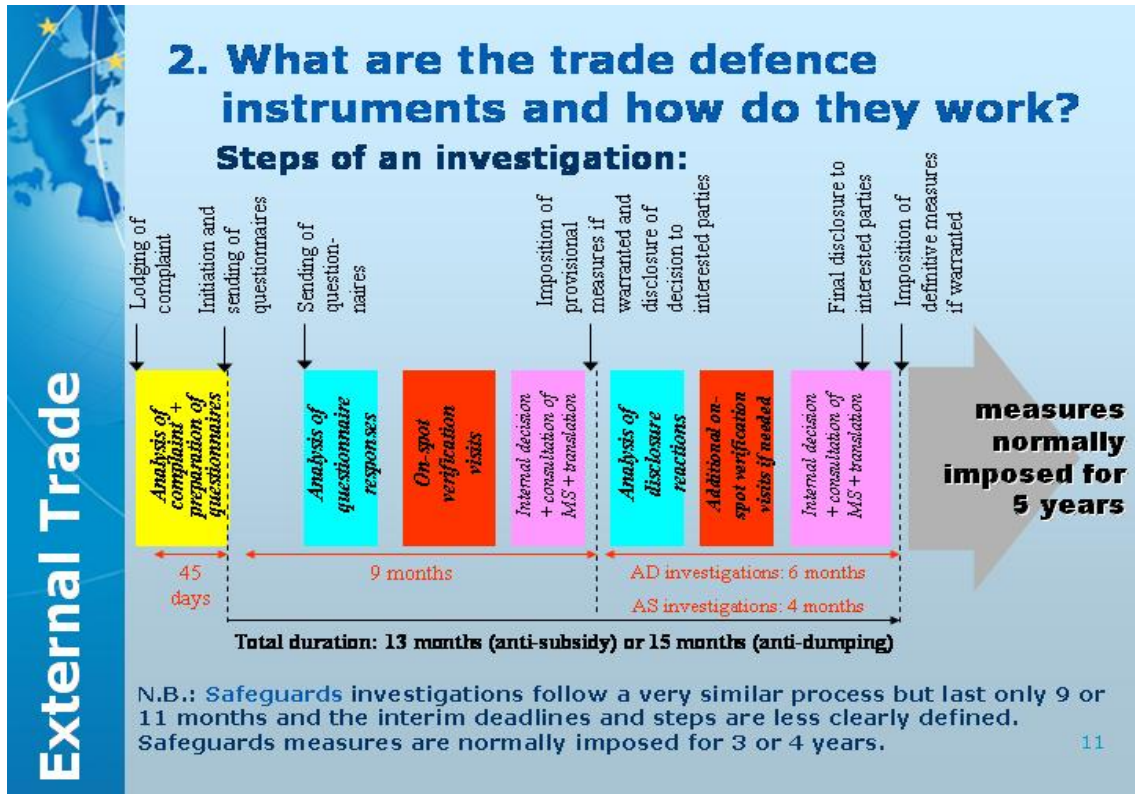 2. What are the trade defence
instruments and how do they work?
Steps of an investigation:
Lodging of
complaint
Initiation and
sending of
questionnaires
Sending of
question-
naires
Imposition of
provisional
measures if
warranted and
disclosure of
decision to
interested parties
Final disclosure to
interested parties
Imposition of
definitive measures
if warranted
Analysis of
complaint +
preparation of
questionnaires
Analysis of
questionnaire
responses
On-spot
verification
visits
Internal decision
+ consultation of
MS + translation
Analysis of
disclosure
reactions
Additional on-
spot verification
visits if needed
Internal decision
+ consultation of
MS + translation
measures
normally
imposed for
5 years
45
days
9 months
AD investigations: 6 months
AS investigations: 4 months
Total duration: 13 months (anti-subsidy) or 15 months (anti-dumping)
N.B.: Safeguards investigations follow a very similar process but last only 9 or
11 months and the interim deadlines and steps are less clearly defined.
Safeguards measures are normally imposed for 3 or 4 years.
11
External Trade